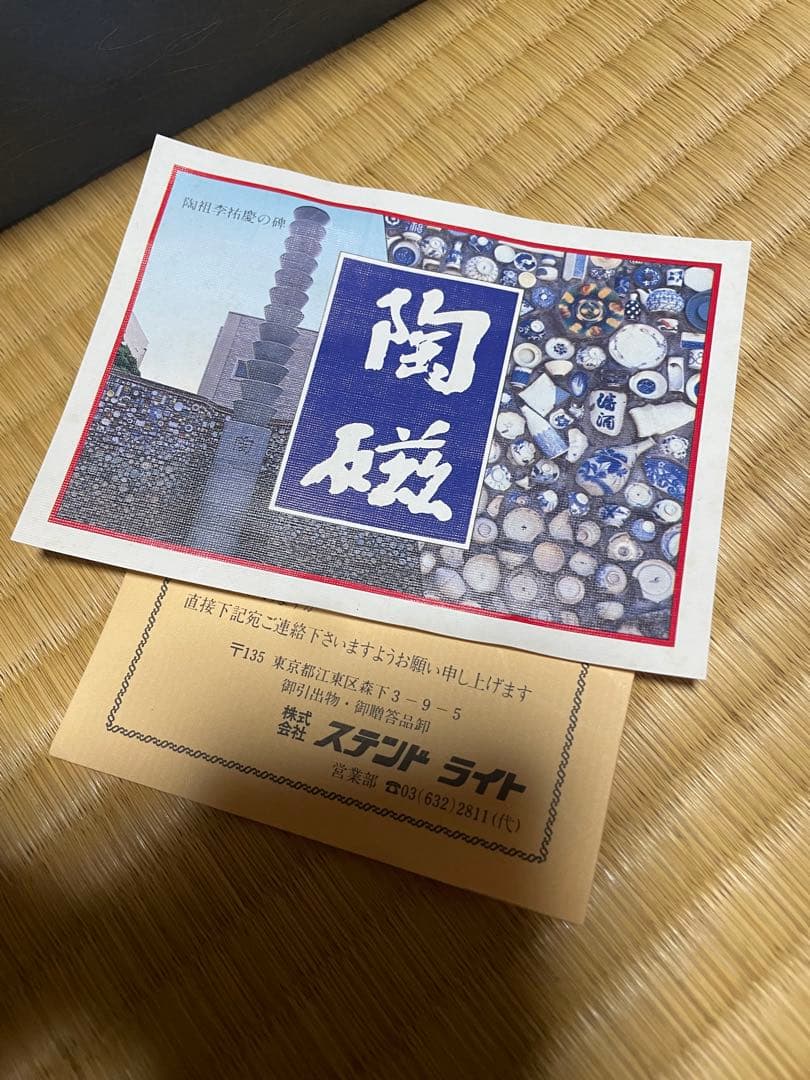 陶祖李祐慶の碑
陶
陶
磁
直接下記宛ご連絡下さいますようお願い申し上げます
〒135 東京都江東区森下3－9－5
御引出物・御贈答品卸
株式会社 ステンド ライト
営業部 ☎03(632)2811(代)